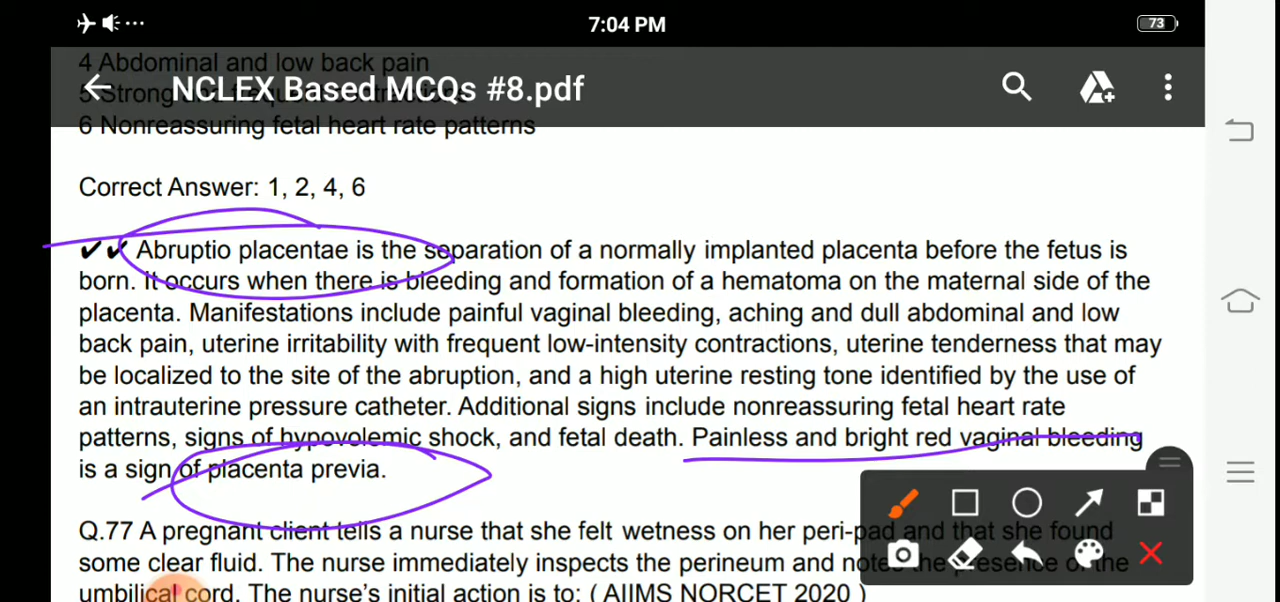 7:04 PM
73
4 Abdominal and low back pain
NCLEX Based MCQs #8.pdf
5 Strong and frequent contractions
6 Nonreassuring fetal heart rate patterns
Correct Answer: 1, 2, 4, 6
✔✔ Abruptio placentae is the separation of a normally implanted placenta before the fetus is
born. It occurs when there is bleeding and formation of a hematoma on the maternal side of the
placenta. Manifestations include painful vaginal bleeding, aching and dull abdominal and low
back pain, uterine irritability with frequent low-intensity contractions, uterine tenderness that may
be localized to the site of the abruption, and a high uterine resting tone identified by the use of
an intrauterine pressure catheter. Additional signs include nonreassuring fetal heart rate
patterns, signs of hypovolemic shock, and fetal death. Painless and bright red vaginal bleeding
is a sign of placenta previa.
Q.77 A pregnant client tells a nurse that she felt wetness on her peri-pad and that she found
some clear fluid. The nurse immediately inspects the perineum and notes the presence of the
umbilical cord. The nurse's initial action is to: ( AIIMS NORCET 2020 )